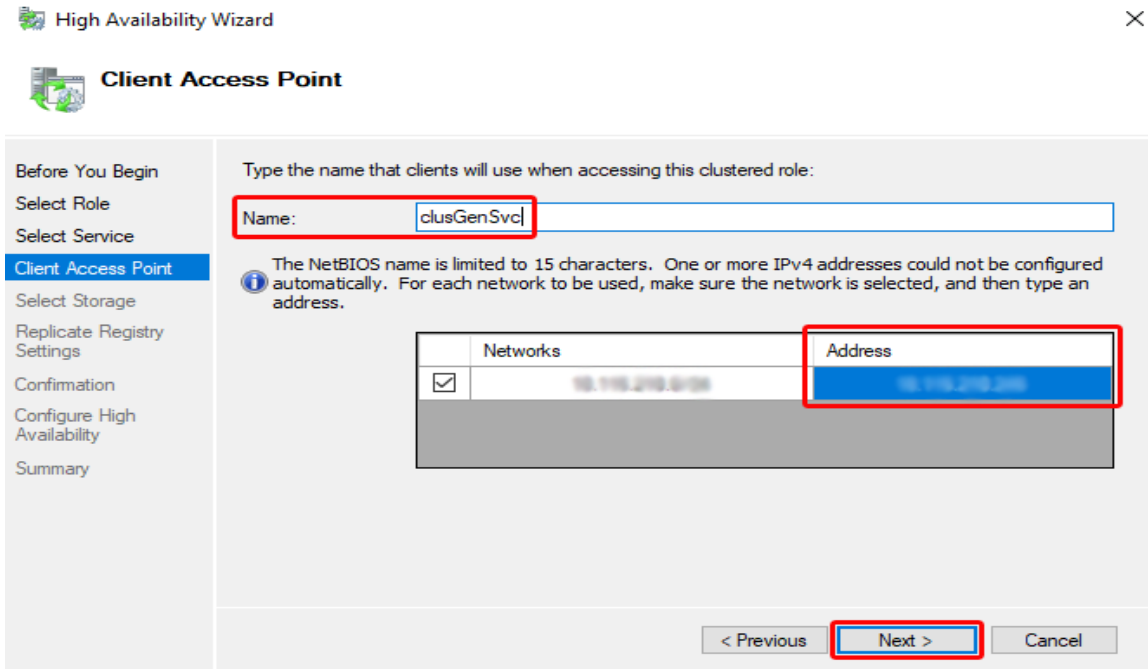 High Availability Wizard
Client Access Point
Before You Begin
Select Role
Select Service
Client Access Point
Select Storage
Replicate Registry
Settings
Confirmation
Configure High
Availability
Summary
Type the name that clients will use when accessing this clustered role:
Name:
clusGenSvc
The NetBIOS name is limited to 15 characters. One or more IPv4 addresses could not be configured
automatically. For each network to be used, make sure the network is selected, and then type an
address.
Networks
Address
< Previous
Next >
Cancel